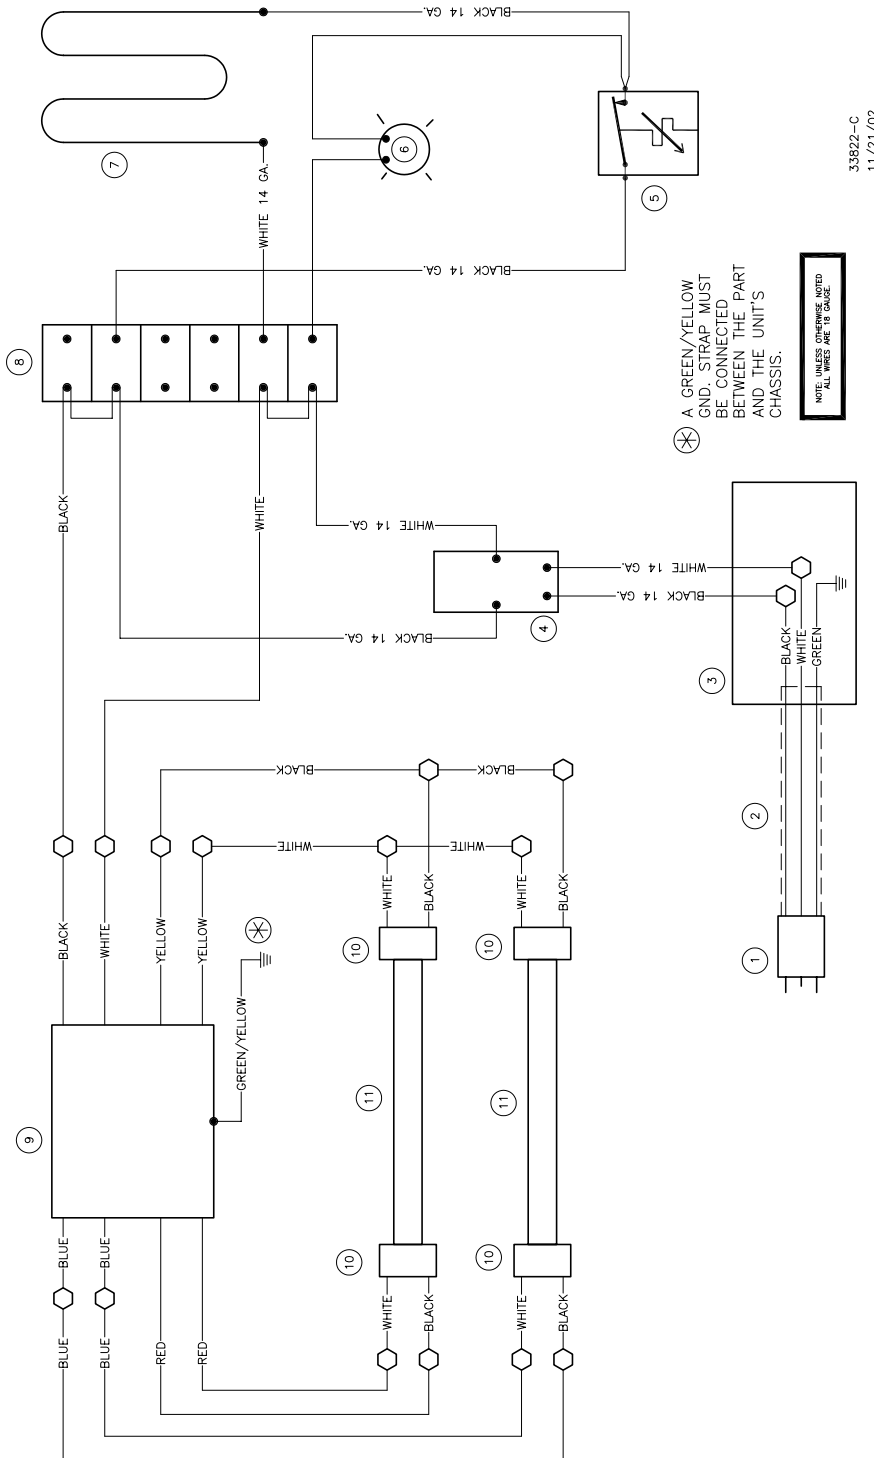 BLACK 14 GA.
7
WHITE 14 GA.
6
5
33822-C
11/21/02
8
BLACK 14 GA.
A GREEN/YELLOW
GND. STRAP MUST
BE CONNECTED
BETWEEN THE PART
AND THE UNIT'S
CHASSIS.
NOTE: UNLESS OTHERWISE NOTED
ALL WIRES ARE 18 GAUGE.
BLACK
WHITE
WHITE 14 GA.
WHITE 14 GA.
BLACK 14 GA.
BLACK 14 GA.
4
3
BLACK
WHITE
GREEN
BLACK
BLACK
WHITE
WHITE
2
WHITE
BLACK
WHITE
BLACK
BLACK
WHITE
YELLOW
YELLOW
10
10
1
GREEN/YELLOW
9
11
11
BLUE
BLUE
10
10
WHITE
BLACK
WHITE
BLACK
BLUE
BLUE
RED
RED